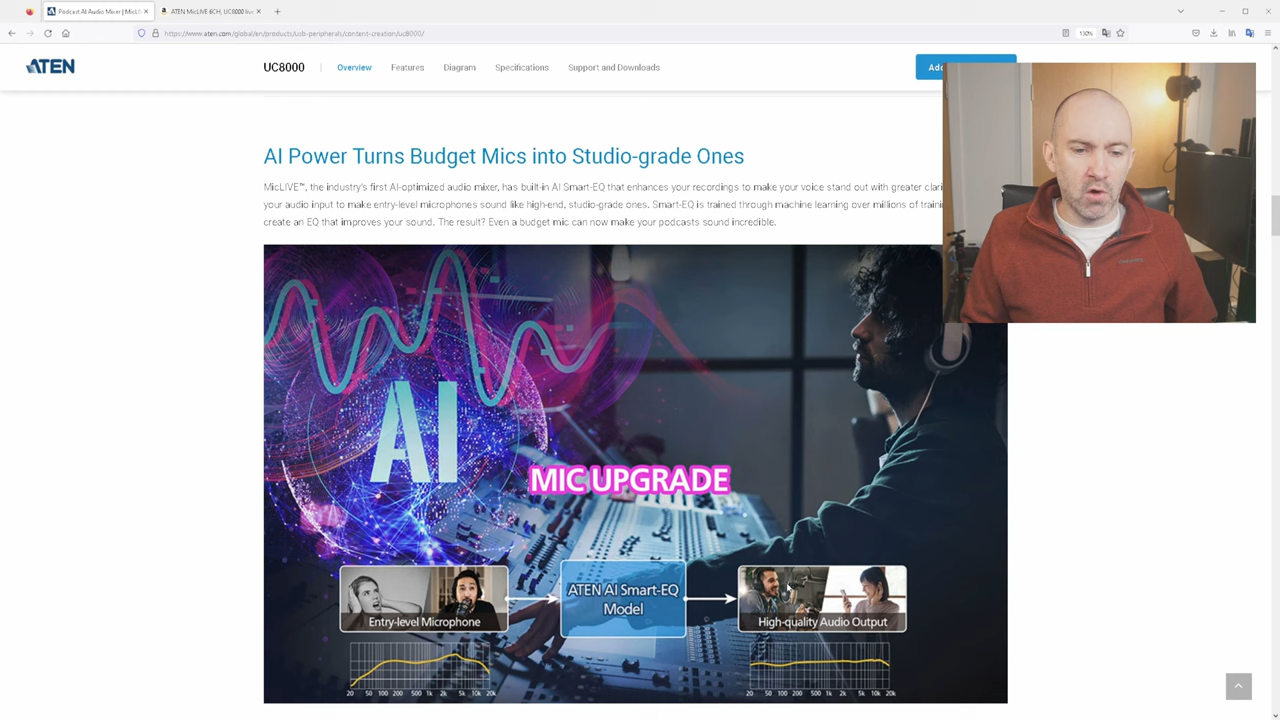 Podcast AI Audio Mixer | MicLI
ATEN MicLIVE 6CH, UC8000 live
https://www.aten.com/global/en/products/usb-peripherals/content-creation/uc8000/
130%
ATEN
UC8000
Overview
Features
Diagram
Specifications
Support and Downloads
AI Power Turns Budget Mics into Studio-grade Ones
MicLIVE™, the industry's first AI-optimized audio mixer, has built-in AI Smart-EQ that enhances your recordings to make your voice stand out with greater
your audio input to make entry-level microphones sound like high-end, studio-grade ones. Smart-EQ is trained through machine learning over millions of
create an EQ that improves your sound. The result? Even a budget mic can now make your podcasts sound incredible.
AI
MIC UPGRADE
Entry-level Microphone
ATEN AI Smart-EQ
Model
High-quality Audio Output
20 50 100 200 500 1k 2k 5k 10k 20k
20 50 100 200 500 1k 2k 5k 10k 20k